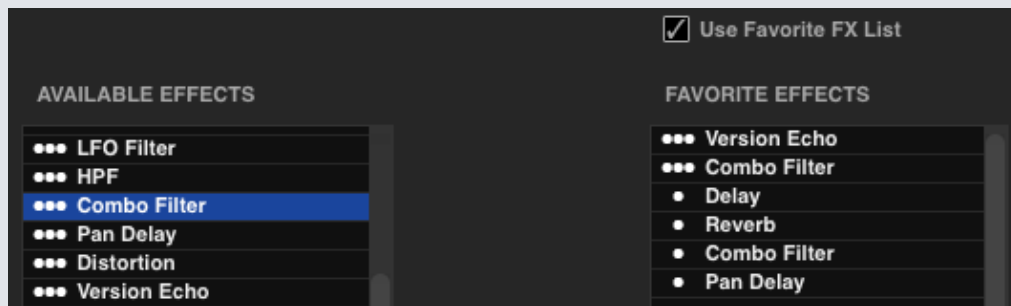 Use Favorite FX List
AVAILABLE EFFECTS
LFO Filter
HPF
Combo Filter
Pan Delay
Distortion
Version Echo
FAVORITE EFFECTS
Version Echo
Combo Filter
Delay
Reverb
Combo Filter
Pan Delay